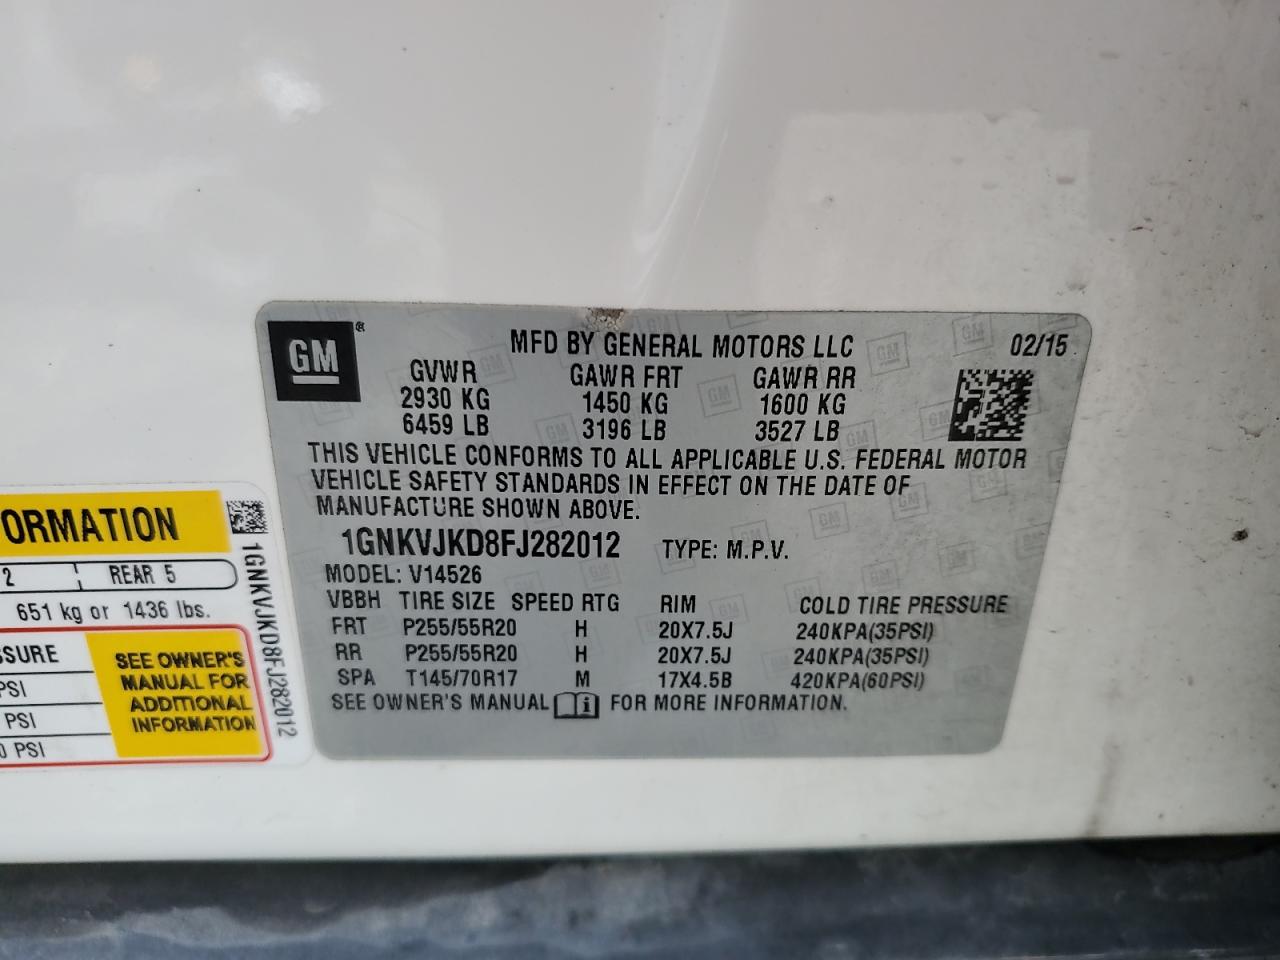 GM®
MFD BY GENERAL MOTORS LLC 02/15
GVWR GAWR FRT GAWR RR
2930 KG 1450 KG 1600 KG
6459 LB 3196 LB 3527 LB
THIS VEHICLE CONFORMS TO ALL APPLICABLE U.S. FEDERAL MOTOR
VEHICLE SAFETY STANDARDS IN EFFECT ON THE DATE OF
MANUFACTURE SHOWN ABOVE.
1GNKVJKD8FJ282012 TYPE: M.P.V.
MODEL: V14526
VBBH TIRE SIZE SPEED RTG RIM COLD TIRE PRESSURE
FRT P255/55R20 H 20X7.5J 240KPA(35PSI)
RR P255/55R20 H 20X7.5J 240KPA(35PSI)
SPA T145/70R17 M 17X4.5B 420KPA(60PSI)
SEE OWNER'S MANUAL FOR MORE INFORMATION.
ORMATION
2 REAR 5
651 kg or 1436 lbs.
SSURE
PSI
PSI
0 PSI
SEE OWNER'S
MANUAL FOR
ADDITIONAL
INFORMATION
1GNKVJKD8FJ282012